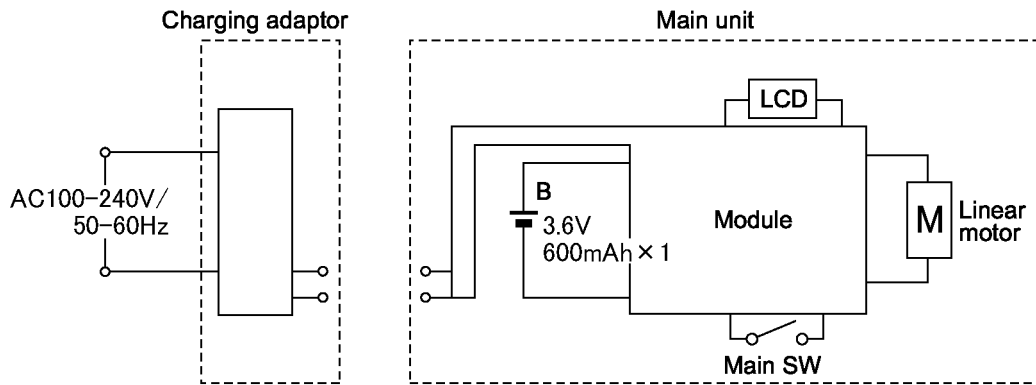 Charging adaptor
Main unit
LCD
AC100-240V/
50-60Hz
B
3.6V
600mAh×1
Module
M
Linear
motor
Main SW